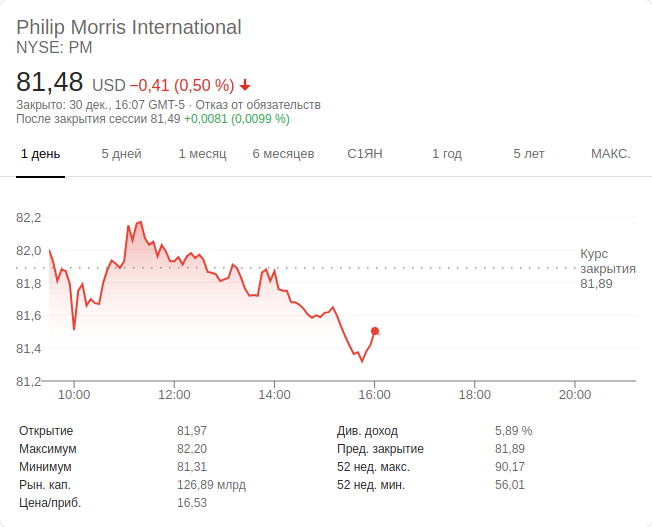 Philip Morris International
NYSE: PM
81,48 USD −0,41 (0,50 %)
Закрыто: 30 дек., 16:07 GMT-5 · Отказ от обязательств
После закрытия сессии 81,49 +0,0081 (0,0099 %)
1 день 5 дней 1 месяц 6 месяцев С1ЯН 1 год 5 лет МАКС.
82,2
82,0
81,8
81,6
81,4
81,2
Курс
закрытия
81,89
10:00 12:00 14:00 16:00 18:00 20:00
Открытие 81,97
Максимум 82,20
Минимум 81,31
Рын. кап. 126,89 млрд
Цена/приб. 16,53
Див. доход 5,89 %
Пред. закрытие 81,89
52 нед. макс. 90,17
52 нед. мин. 56,01